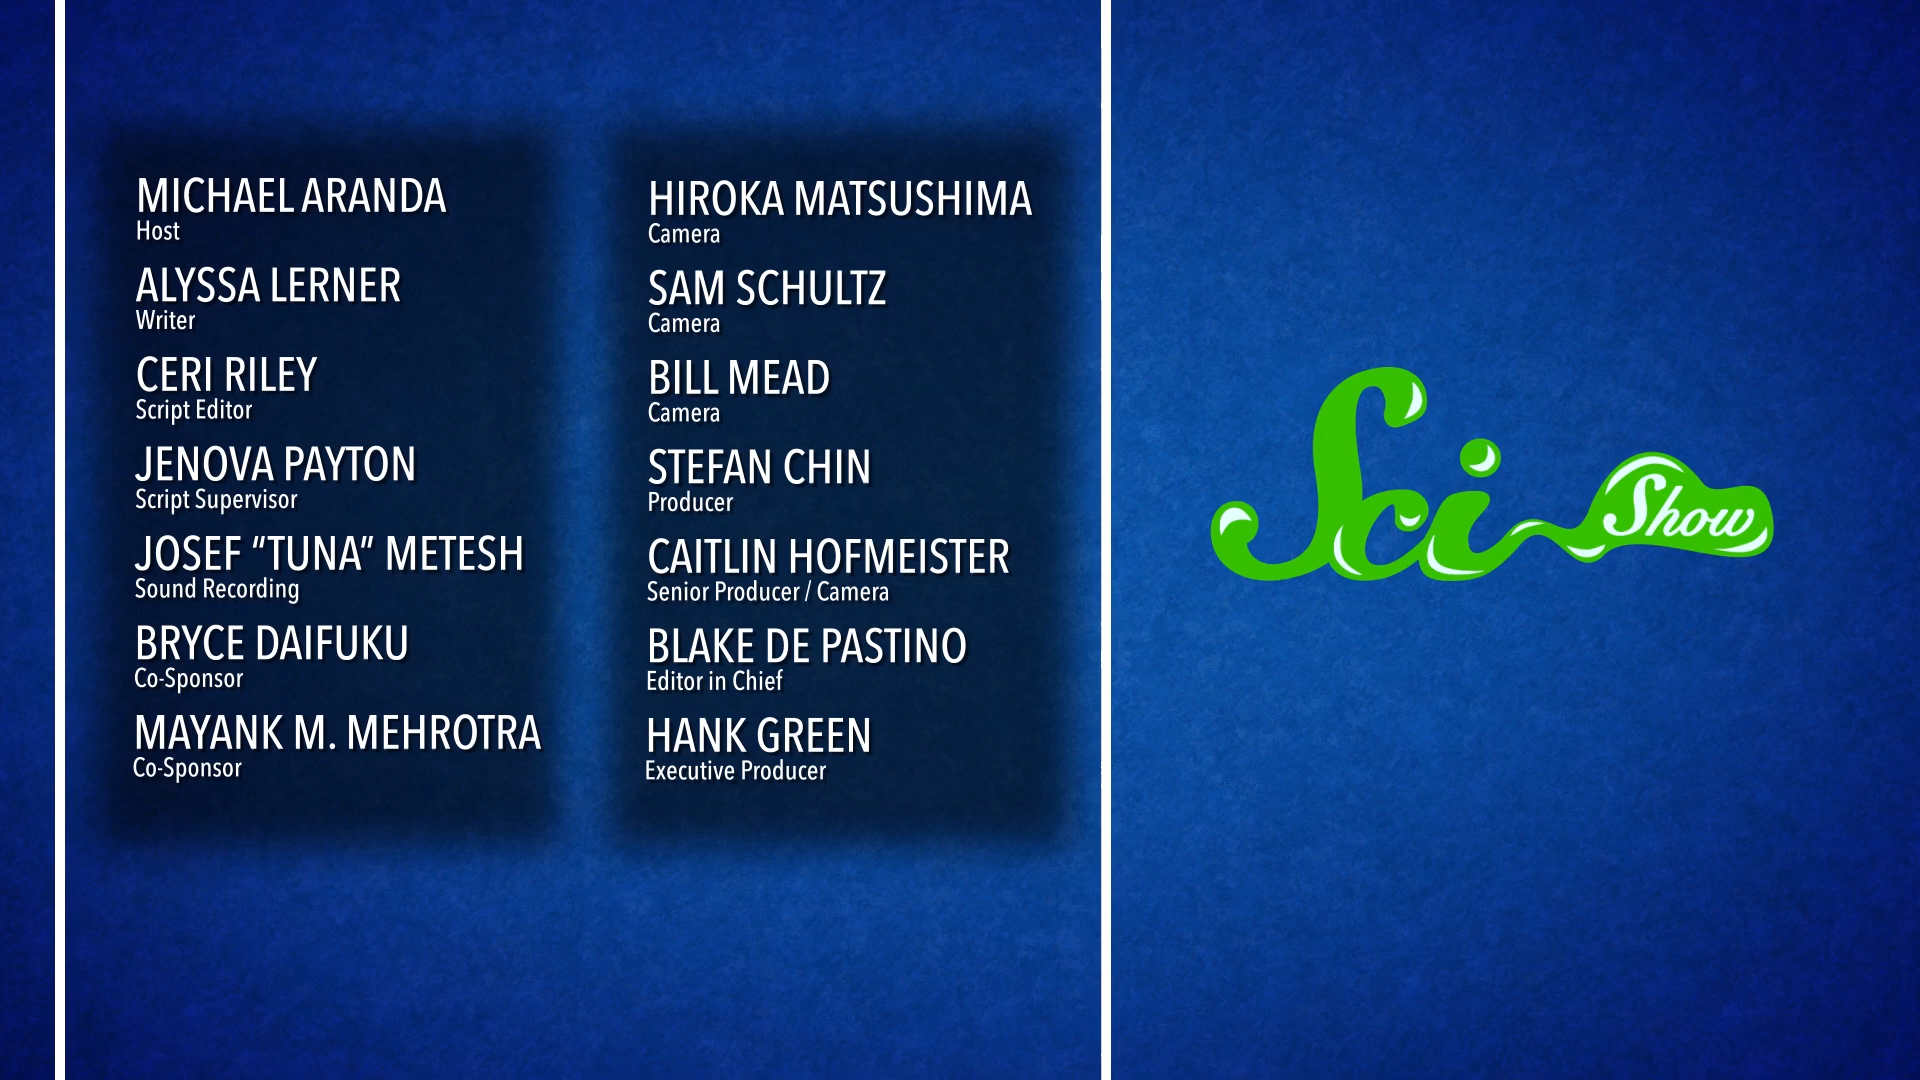 MICHAEL ARANDA
Host
ALYSSA LERNER
Writer
CERI RILEY
Script Editor
JENOVA PAYTON
Script Supervisor
JOSEF “TUNA” METESH
Sound Recording
BRYCE DAIFUKU
Co-Sponsor
MAYANK M. MEHROTRA
Co-Sponsor
HIROKA MATSUSHIMA
Camera
SAM SCHULTZ
Camera
BILL MEAD
Camera
STEFAN CHIN
Producer
CAITLIN HOFMEISTER
Senior Producer / Camera
BLAKE DE PASTINO
Editor in Chief
HANK GREEN
Executive Producer
Sci Show